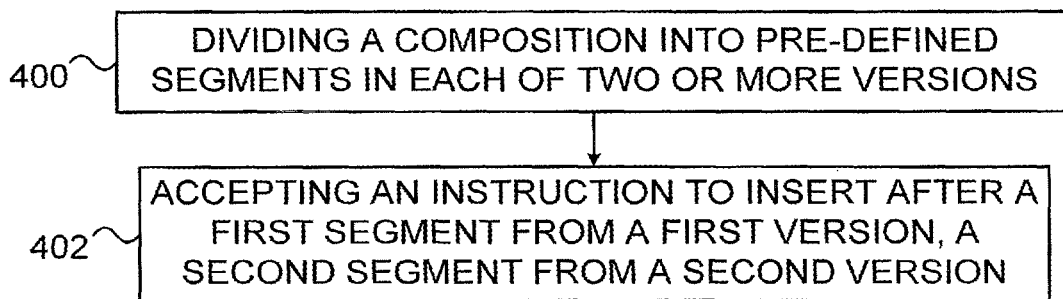 400
DIVIDING A COMPOSITION INTO PRE-DEFINED
SEGMENTS IN EACH OF TWO OR MORE VERSIONS
402
ACCEPTING AN INSTRUCTION TO INSERT AFTER A
FIRST SEGMENT FROM A FIRST VERSION, A
SECOND SEGMENT FROM A SECOND VERSION